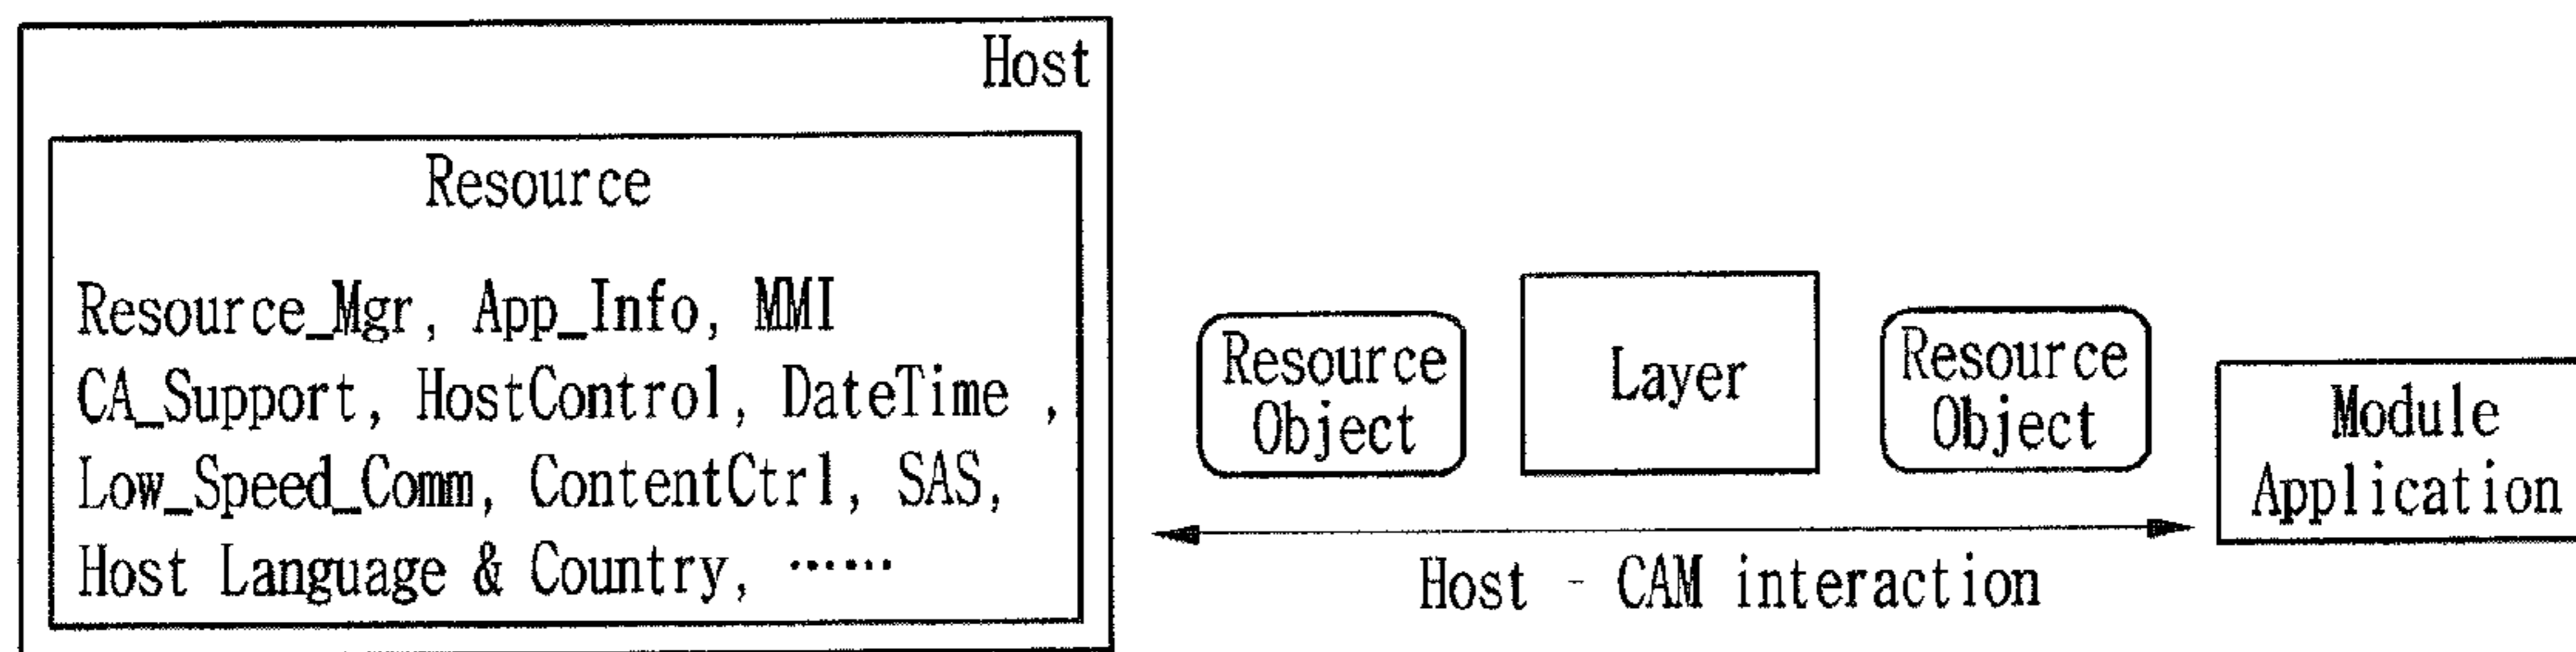 Host
Resource
Resource_Mgr, App_Info, MMI
CA_Support, HostControl, DateTime ,
Low_Speed_Comm, ContentCtrl, SAS,
Host Language & Country, ······
Resource
Object
Layer
Resource
Object
Module
Application
Host - CAM interaction